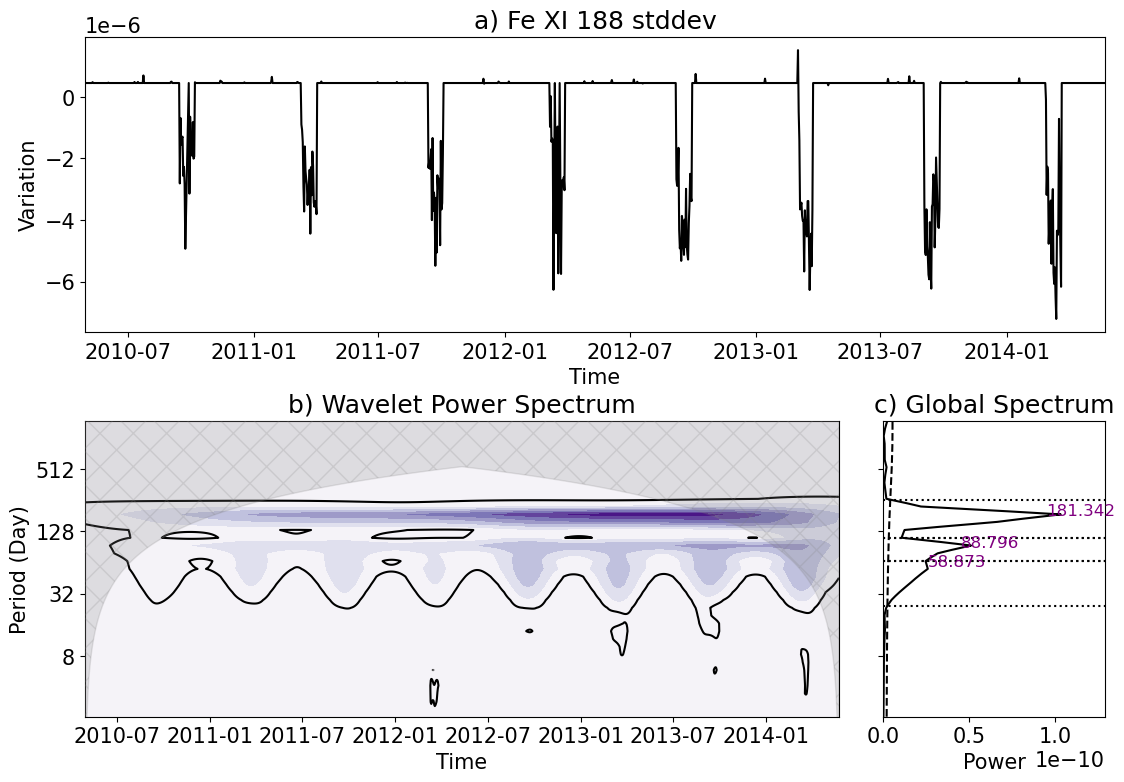 a) Fe XI 188 stddev
1e−6
0
−2
−4
−6
Variation
2010-07 2011-01 2011-07 2012-01 2012-07 2013-01 2013-07 2014-01
Time
b) Wavelet Power Spectrum
512
128
32
8
Period (Day)
2010-07 2011-01 2011-07 2012-01 2012-07 2013-01 2013-07 2014-01
Time
c) Global Spectrum
181.342
88.796
58.873
0.0 0.5 1.0
Power 1e−10